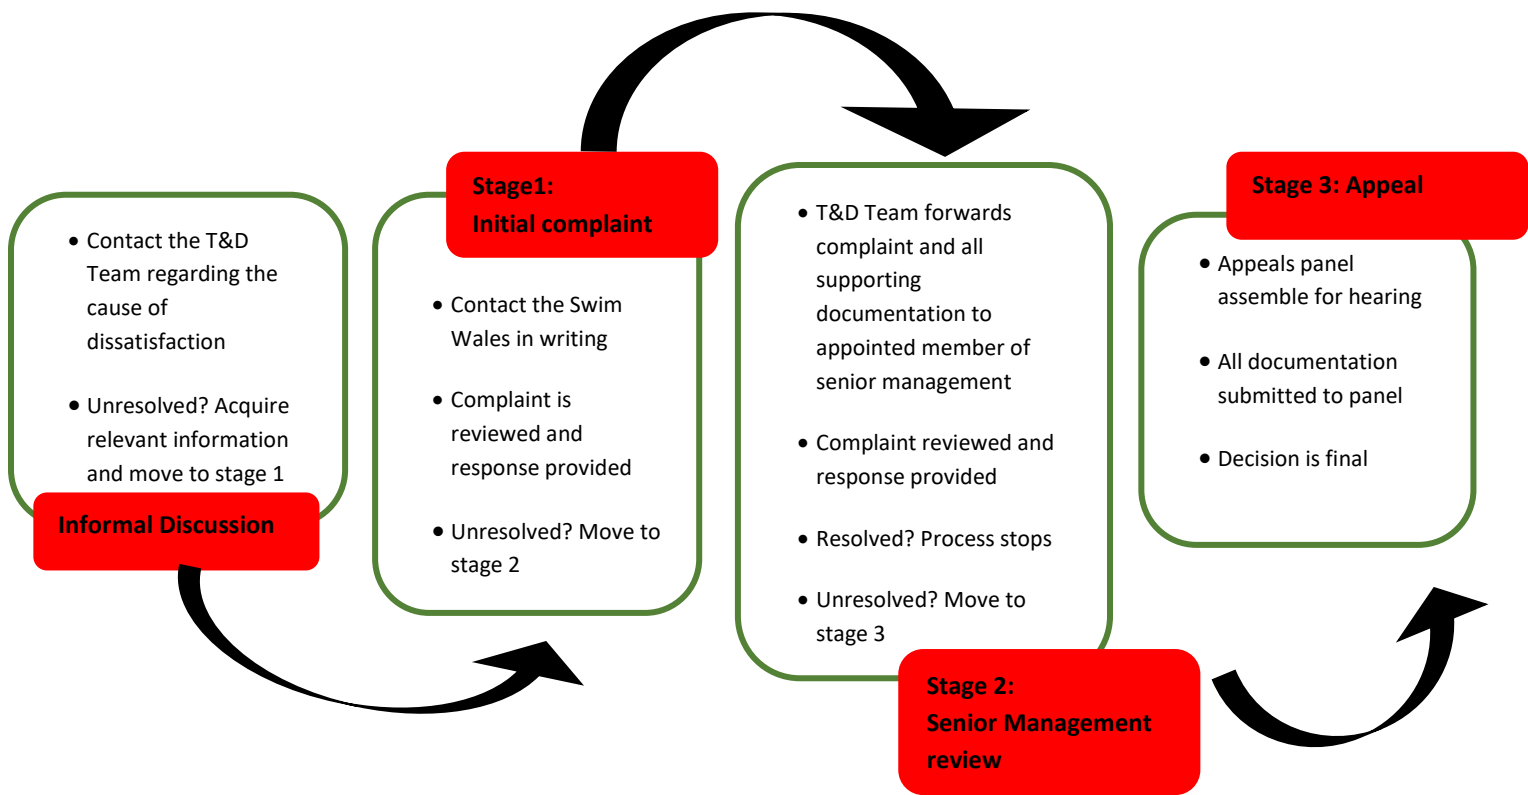 • Contact the T&D
Team regarding the
cause of
dissatisfaction
• Unresolved? Acquire
relevant information
and move to stage 1
Informal Discussion
Stage1:
Initial complaint
• Contact the Swim
Wales in writing
• Complaint is
reviewed and
response provided
• Unresolved? Move to
stage 2
• T&D Team forwards
complaint and all
supporting
documentation to
appointed member of
senior management
• Complaint reviewed and
response provided
• Resolved? Process stops
• Unresolved? Move to
stage 3
Stage 2:
Senior Management
review
Stage 3: Appeal
• Appeals panel
assemble for hearing
• All documentation
submitted to panel
• Decision is final